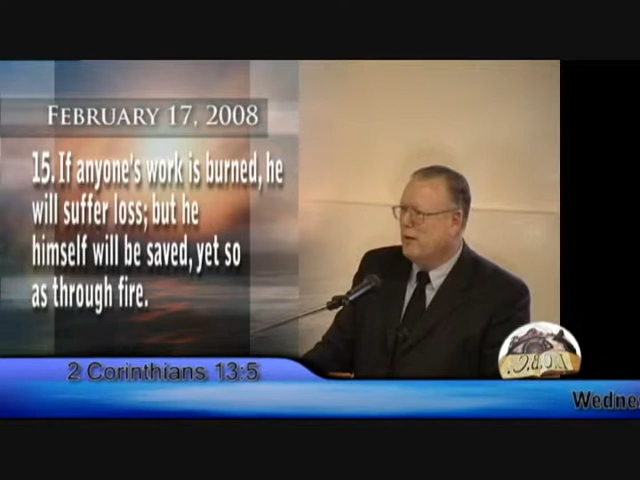 FEBRUARY 17, 2008
15. If anyone's work is burned, he
will suffer loss; but he
himself will be saved, yet so
as through fire.
2 Corinthians 13:5